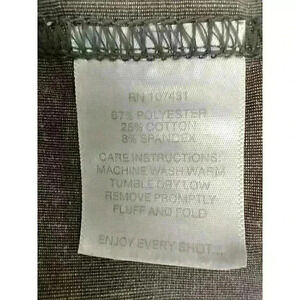 RN 107431
67% POLYESTER
25% COTTON
8% SPANDEX
CARE INSTRUCTIONS:
MACHINE WASH WARM
TUMBLE DRY LOW
REMOVE PROMPTLY
FLUFF AND FOLD
ENJOY EVERY SHOT...